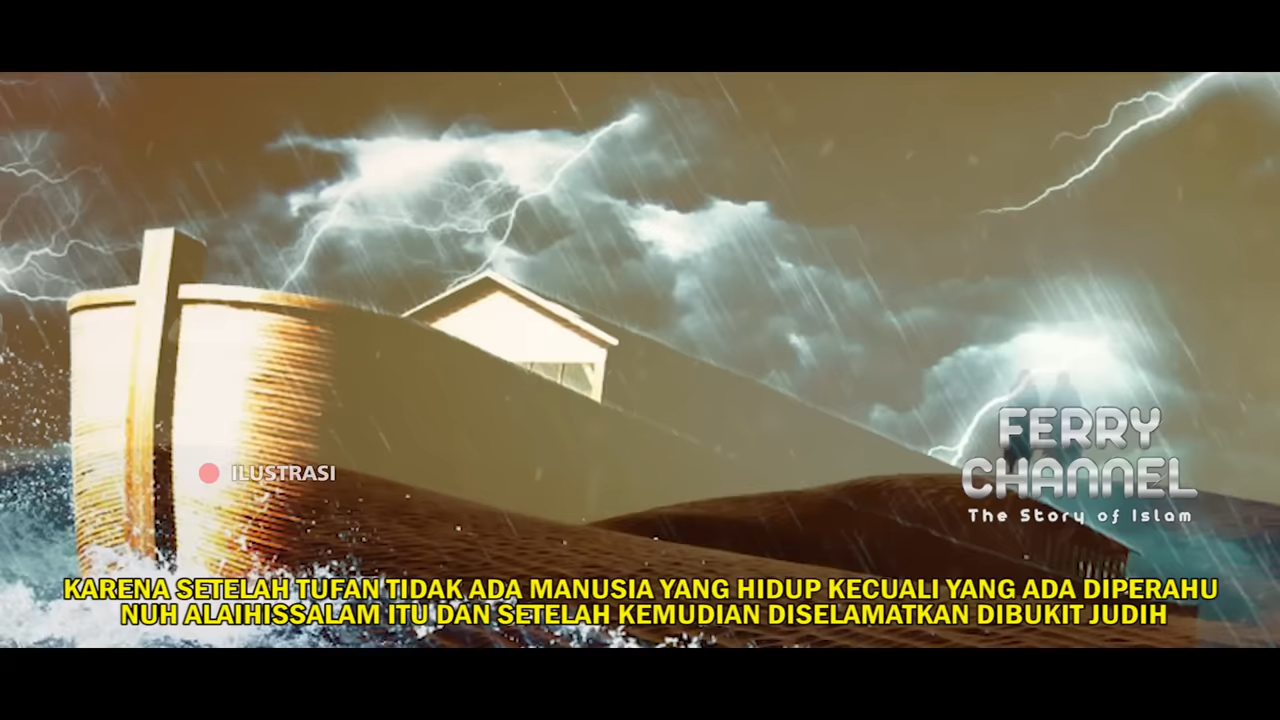 FERRY
CHANNEL
The Story of Islam
ILUSTRASI
KARENA SETELAH TUFAN TIDAK ADA MANUSIA YANG HIDUP KECUALI YANG ADA DIPERAHU
NUH ALAIHISSALAM ITU DAN SETELAH KEMUDIAN DISELAMATKAN DIBUKIT JUDIH